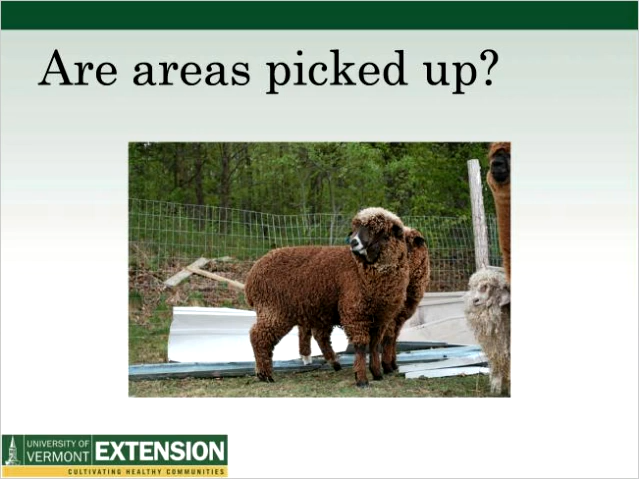 Are areas picked up?
UNIVERSITY OF
VERMONT EXTENSION
CULTIVATING HEALTHY COMMUNITIES